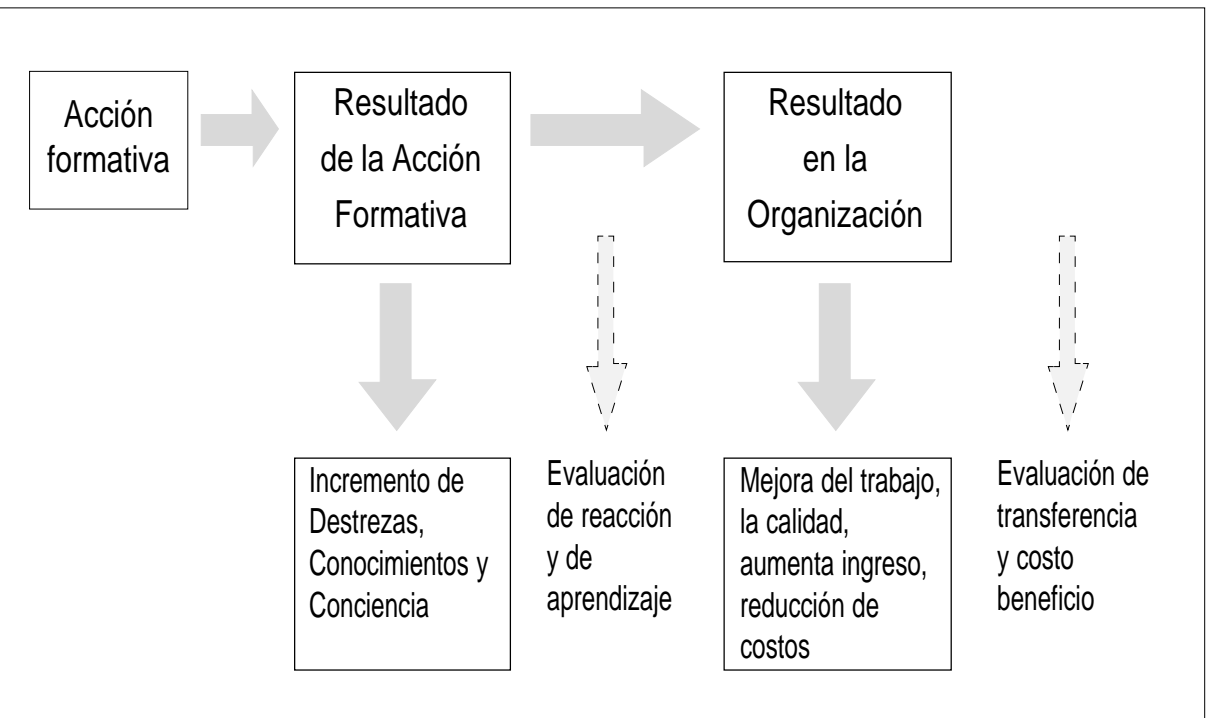 Acción
formativa
Resultado
de la Acción
Formativa
Resultado
en la
Organización
Incremento de
Destrezas,
Conocimientos y
Conciencia
Evaluación
de reacción
y de
aprendizaje
Mejora del trabajo,
la calidad,
aumenta ingreso,
reducción de
costos
Evaluación de
transferencia
y costo
beneficio